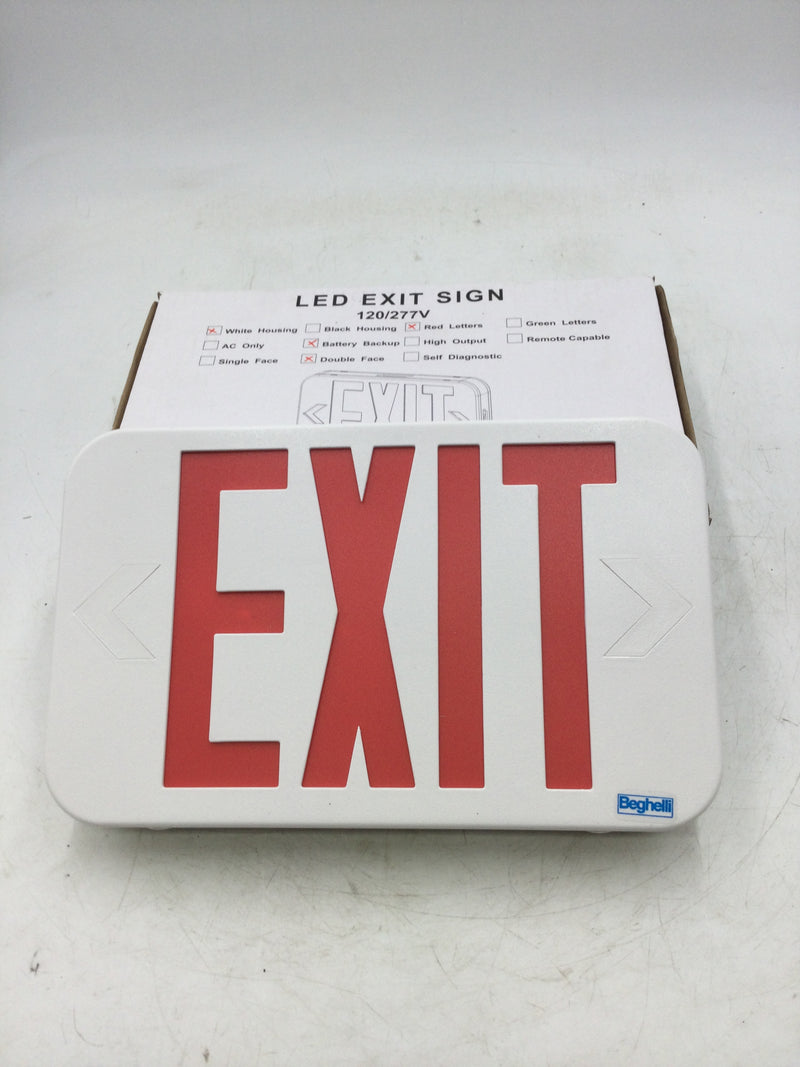 LED EXIT SIGN
120/277V
White Housing Black Housing Red Letters Green Letters
AC Only Battery Backup High Output Remote Capable
Single Face Double Face Self Diagnostic
EXIT
EXIT
Beghelli